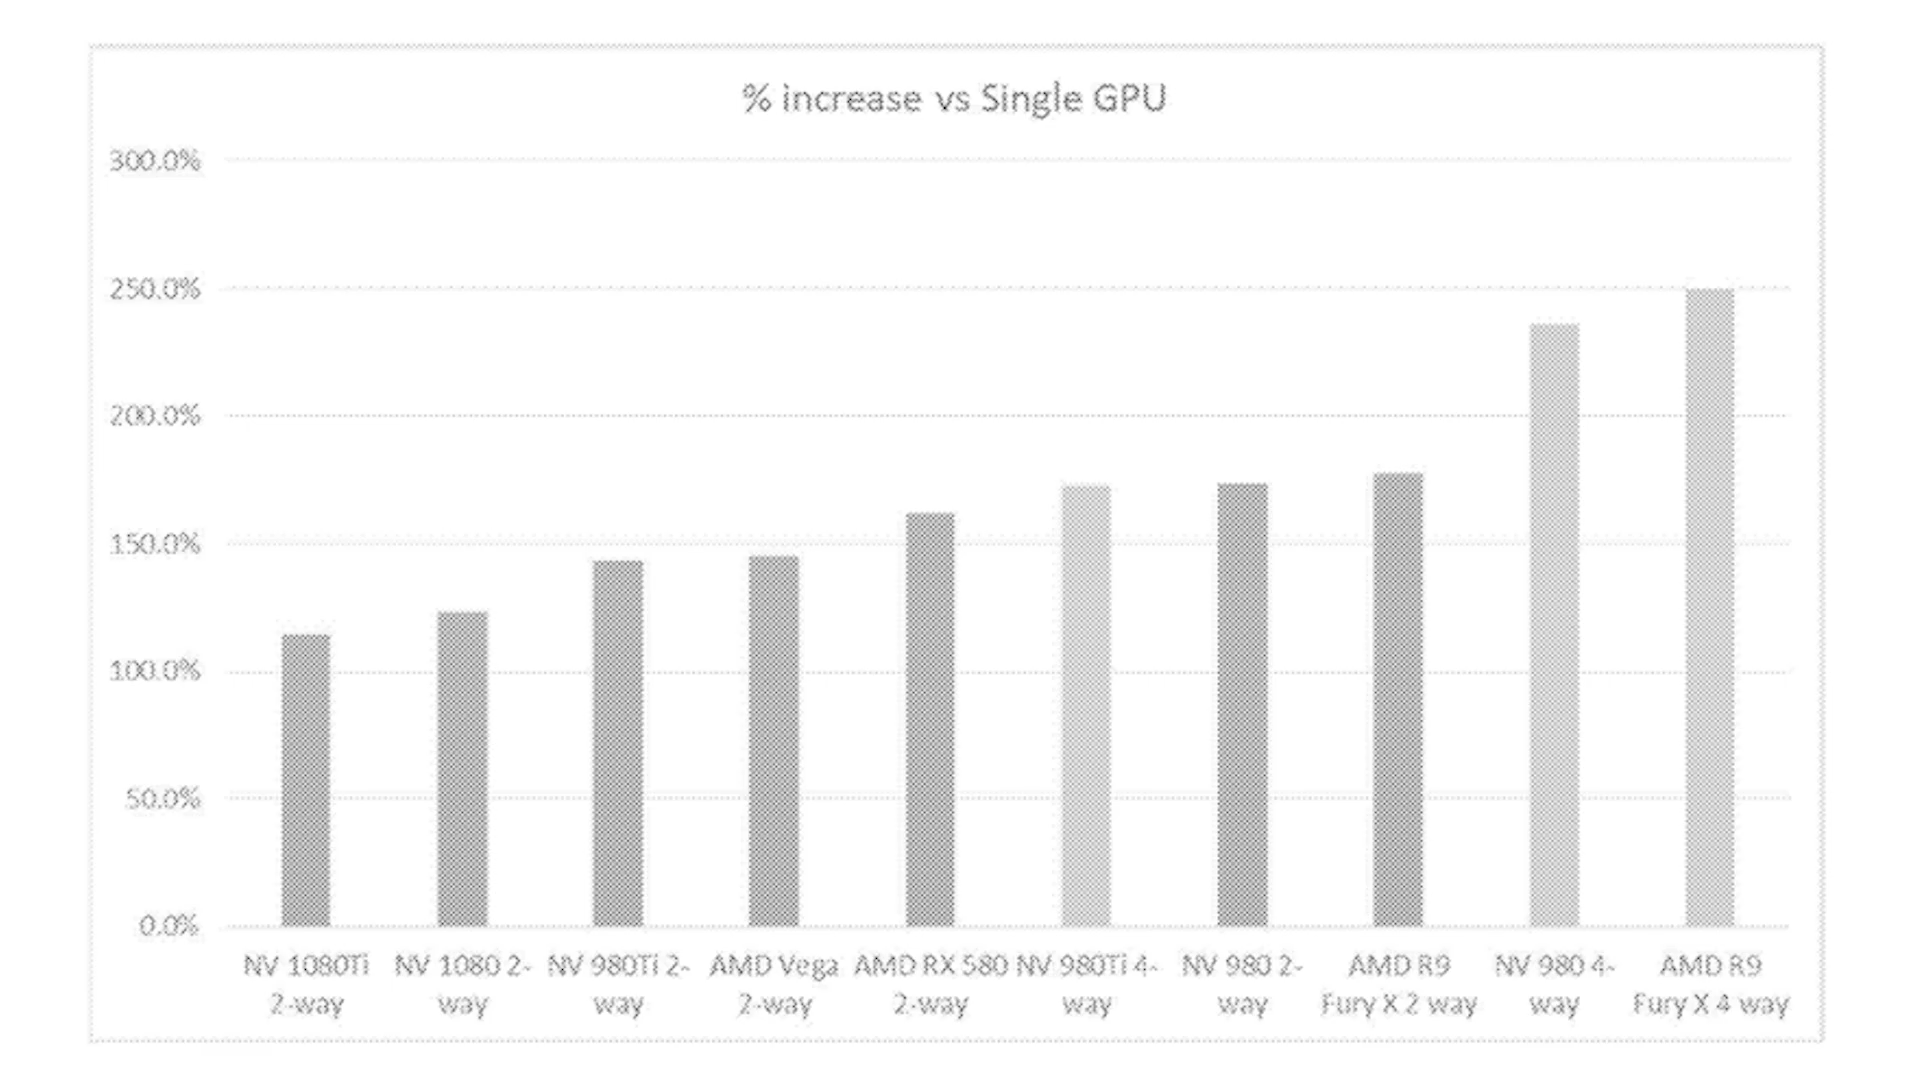 % increase vs Single GPU
300.0%
250.0%
200.0%
150.0%
100.0%
50.0%
0.0%
NV 1080Ti NV 1080 2- NV 980Ti 2- AMD Vega AMD RX 580 NV 980Ti 4- NV 980 2- AMD R9 NV 980 4- AMD R9
2-way way way 2-way 2-way way way Fury X 2 way way Fury X 4 way